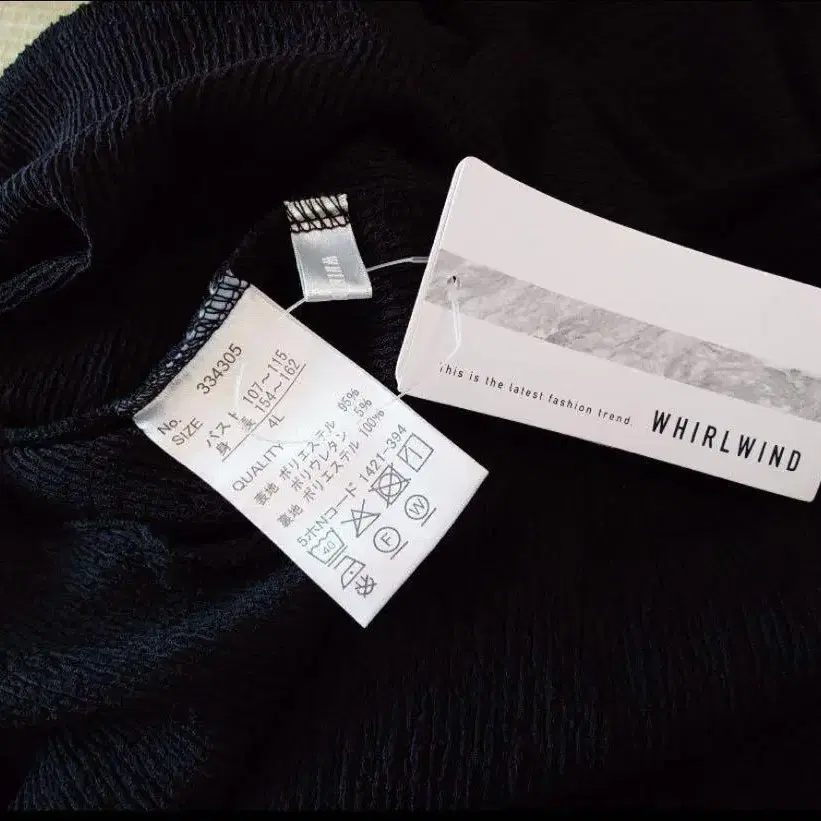 No. 334305
SIZE
バスト 107〜115
身長 154〜162
4L
QUALITY
表地 ポリエステル 95%
ポリウレタン 5%
裏地 ポリエステル 100%
5ホNコード 1421-394
40
F
W
This is the latest fashion trend.
WHIRLWIND